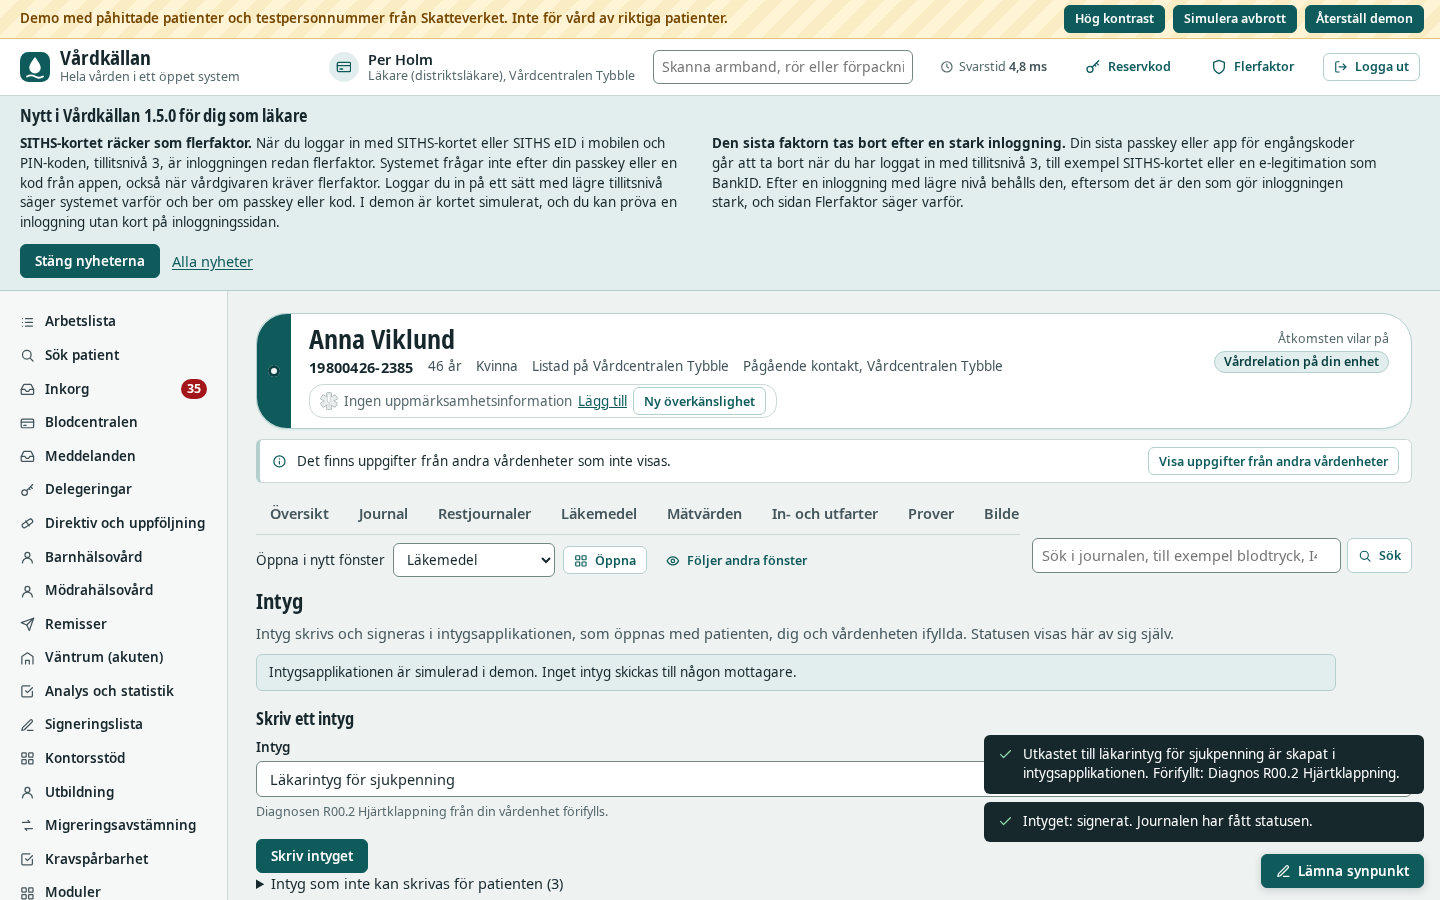 Demo med påhittade patienter och testpersonnummer från Skatteverket. Inte för vård av riktiga patienter.
Hög kontrast
Simulera avbrott
Återställ demon
Vårdkällan
Hela vården i ett öppet system
Per Holm
Läkare (distriktsläkare), Vårdcentralen Tybble
Skanna armband, rör eller förpackni
Svarstid 4,8 ms
Reservkod
Flerfaktor
Logga ut
Nytt i Vårdkällan 1.5.0 för dig som läkare
SITHS-kortet räcker som flerfaktor. När du loggar in med SITHS-kortet eller SITHS eID i mobilen och
PIN-koden, tillitsnivå 3, är inloggningen redan flerfaktor. Systemet frågar inte efter din passkey eller en
kod från appen, också när vårdgivaren kräver flerfaktor. Loggar du in på ett sätt med lägre tillitsnivå
säger systemet varför och ber om passkey eller kod. I demon är kortet simulerat, och du kan pröva en
inloggning utan kort på inloggningssidan.
Den sista faktorn tas bort efter en stark inloggning. Din sista passkey eller app för engångskoder
går att ta bort när du har loggat in med tillitsnivå 3, till exempel SITHS-kortet eller en e-legitimation som
BankID. Efter en inloggning med lägre nivå behålls den, eftersom det är den som gör inloggningen
stark, och sidan Flerfaktor säger varför.
Stäng nyheterna
Alla nyheter
Arbetslista
Sök patient
Inkorg
35
Blodcentralen
Meddelanden
Delegeringar
Direktiv och uppföljning
Barnhälsovård
Mödrahälsovård
Remisser
Väntrum (akuten)
Analys och statistik
Signeringslista
Kontorsstöd
Utbildning
Migreringsavstämning
Kravspårbarhet
Moduler
Anna Viklund
19800426-2385
46 år
Kvinna
Listad på Vårdcentralen Tybble
Pågående kontakt, Vårdcentralen Tybble
Ingen uppmärksamhetsinformation
Lägg till
Ny överkänslighet
Åtkomsten vilar på
Vårdrelation på din enhet
Det finns uppgifter från andra vårdenheter som inte visas.
Visa uppgifter från andra vårdenheter
Översikt
Journal
Restjournaler
Läkemedel
Mätvärden
In- och utfarter
Prover
Bilde
Öppna i nytt fönster
Läkemedel
Öppna
Följer andra fönster
Sök i journalen, till exempel blodtryck, I
Sök
Intyg
Intyg skrivs och signeras i intygsapplikationen, som öppnas med patienten, dig och vårdenheten ifyllda. Statusen visas här av sig själv.
Intygsapplikationen är simulerad i demon. Inget intyg skickas till någon mottagare.
Skriv ett intyg
Intyg
Läkarintyg för sjukpenning
Diagnosen R00.2 Hjärtklappning från din vårdenhet förifylls.
Skriv intyget
Intyg som inte kan skrivas för patienten (3)
Utkastet till läkarintyg för sjukpenning är skapat i
intygsapplikationen. Förifyllt: Diagnos R00.2 Hjärtklappning.
Intyget: signerat. Journalen har fått statusen.
Lämna synpunkt